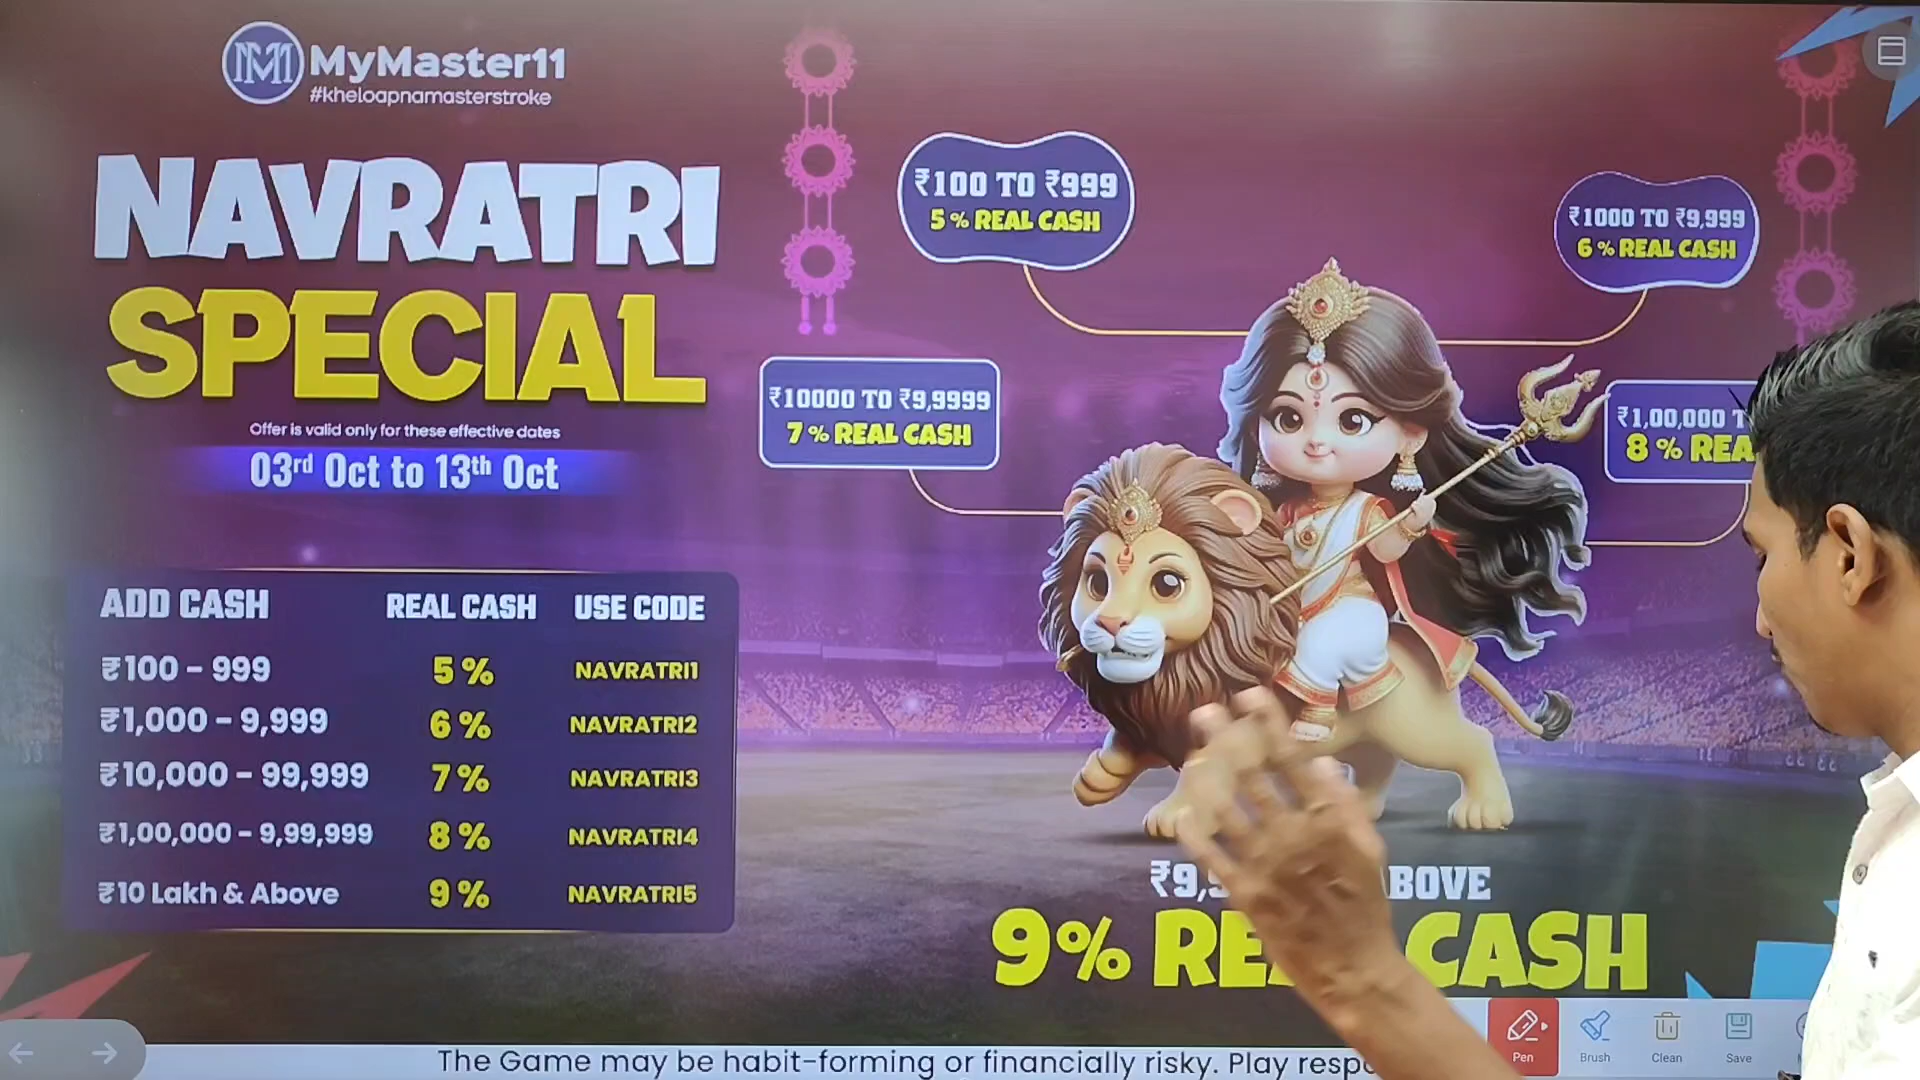 MyMaster11
#kheloapnamasterstroke
NAVRATRI
SPECIAL
Offer is valid only for these effective dates
03rd Oct to 13th Oct
ADD CASH REAL CASH USE CODE
₹100 - 999 5% NAVRATRI1
₹1,000 - 9,999 6% NAVRATRI2
₹10,000 - 99,999 7% NAVRATRI3
₹1,00,000 - 9,99,999 8% NAVRATRI4
₹10 Lakh & Above 9% NAVRATRI5
₹100 TO ₹999
5% REAL CASH
₹1000 TO ₹9,999
6% REAL CASH
₹10000 TO ₹9,9999
7% REAL CASH
₹1,00,000
8%
9% CASH
The Game may be habit-forming or financially risky. Play
Pen
Brush
Clean
Save